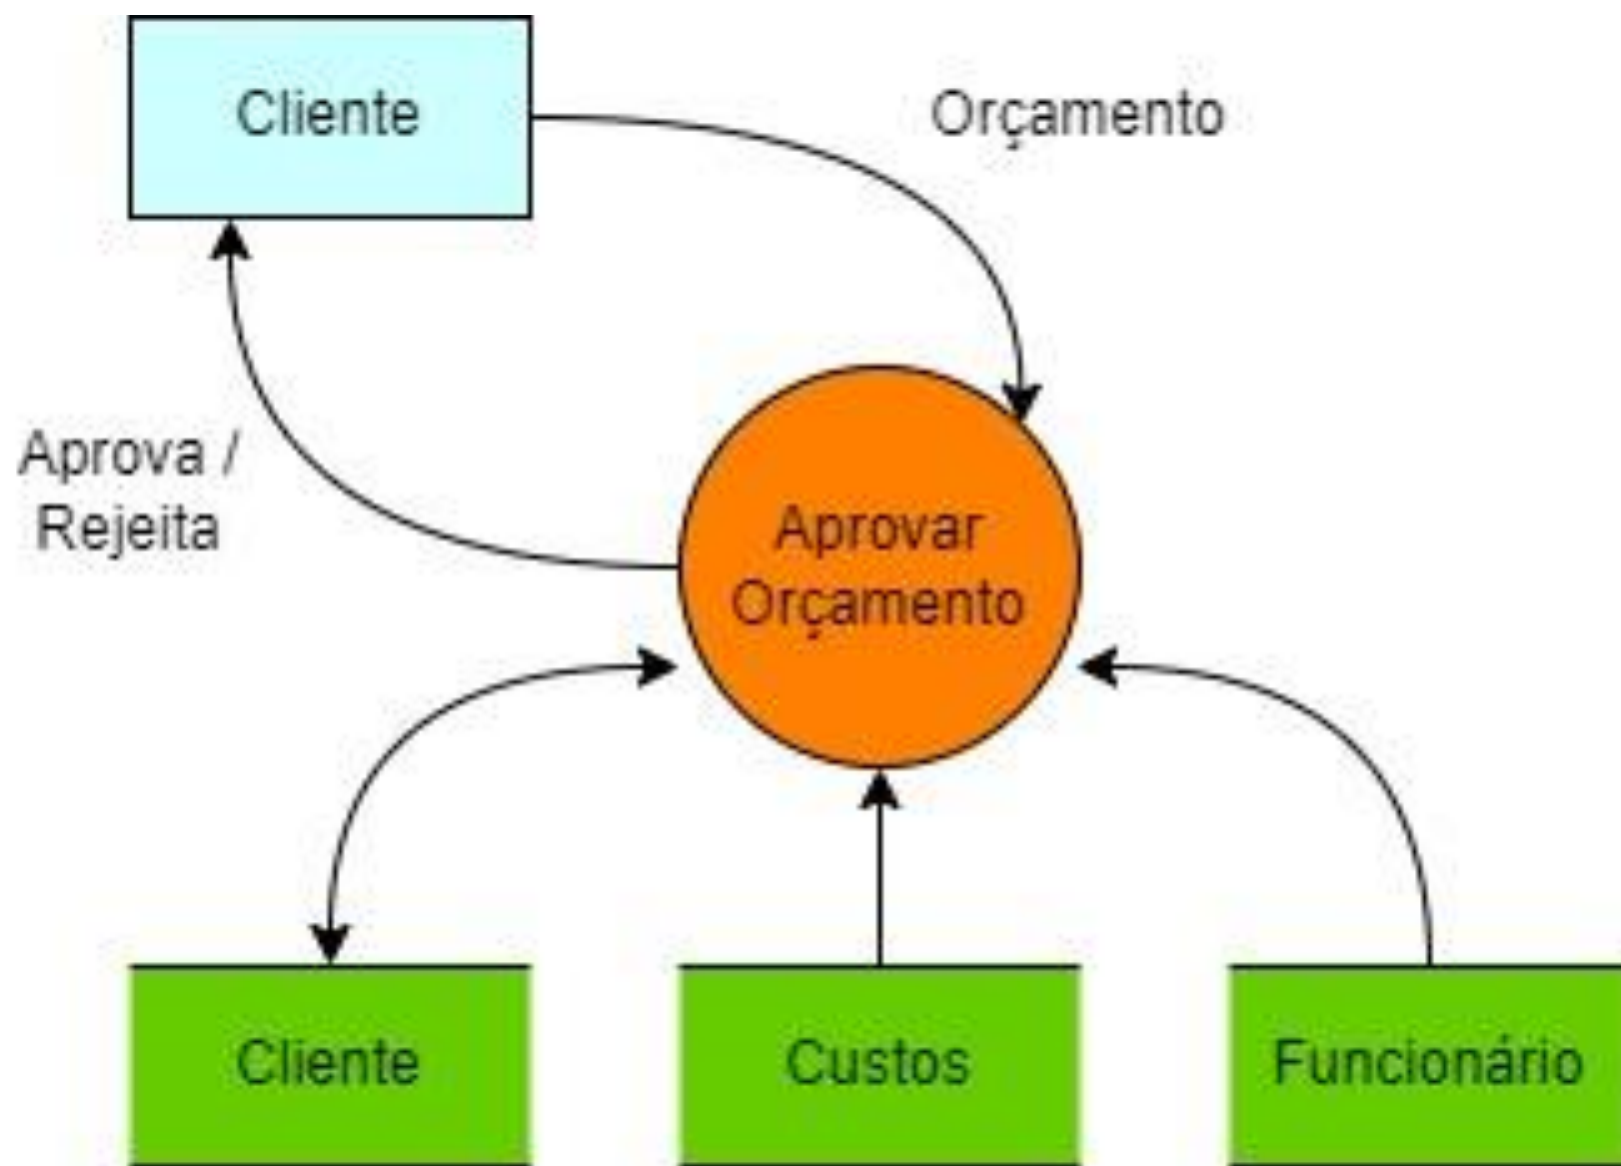 Cliente
Orçamento
Aprova /
Rejeita
Aprovar
Orçamento
Cliente
Custos
Funcionário